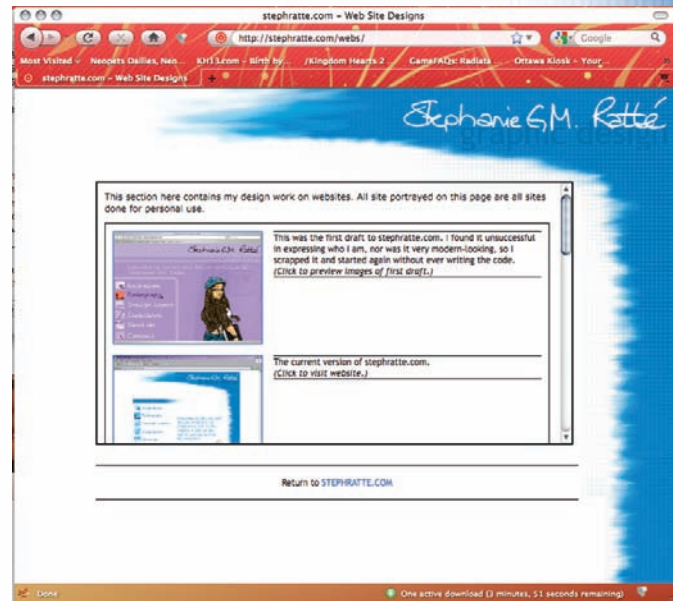 stephratte.com – Web Site Designs
http://stephratte.com/webs/
Google
Most Visited Neopets Dailies, Neo... KH13.com – Birth by... /Kingdom Hearts 2 ... GameFAQs: Radiata ... Ottawa Kiosk – Your...
stephratte.com – Web Site Designs
Stephanie G.M. Ratté
graphic design
This section here contains my design work on websites. All site portrayed on this page are all sites
done for personal use.
This was the first draft to stephratte.com. I found it unsuccessful
in expressing who I am, nor was it very modern-looking, so I
scrapped it and started again without ever writing the code.
(Click to preview images of first draft.)
Stephanie G.M. Ratté
The current version of stephratte.com.
(Click to visit website.)
Stephanie G.M. Ratté
Return to STEPHRATTE.COM
Done
One active download (3 minutes, 51 seconds remaining)